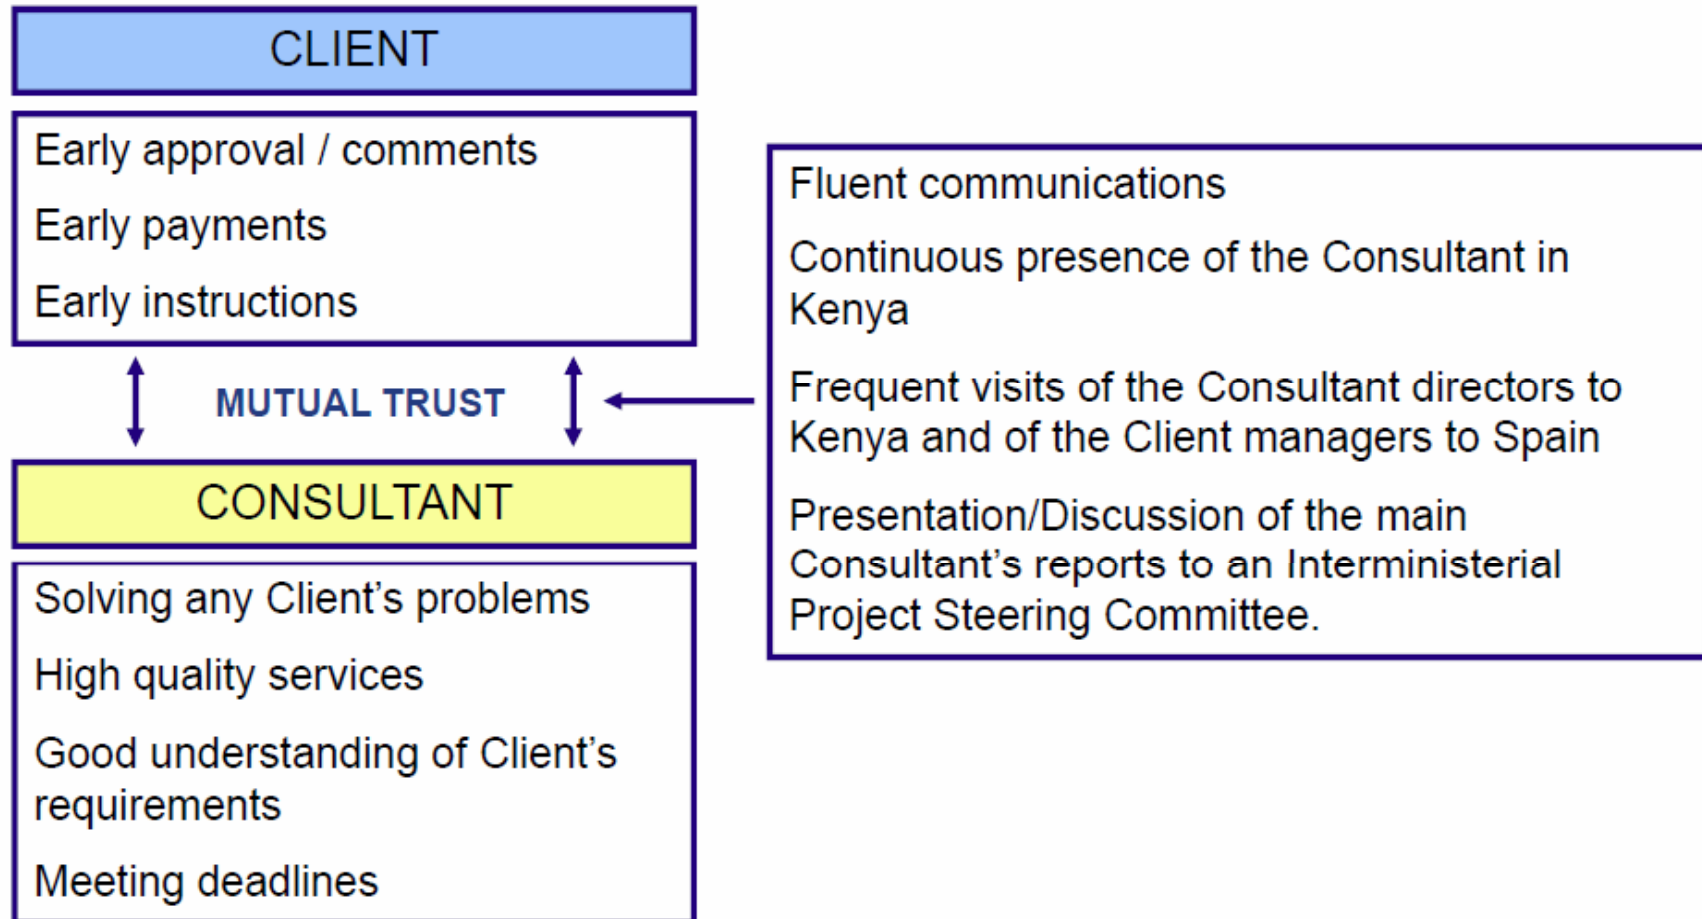 CLIENT
Early approval / comments
Early payments
Early instructions
MUTUAL TRUST
CONSULTANT
Solving any Client’s problems
High quality services
Good understanding of Client’s
requirements
Meeting deadlines
Fluent communications
Continuous presence of the Consultant in
Kenya
Frequent visits of the Consultant directors to
Kenya and of the Client managers to Spain
Presentation/Discussion of the main
Consultant’s reports to an Interministerial
Project Steering Committee.